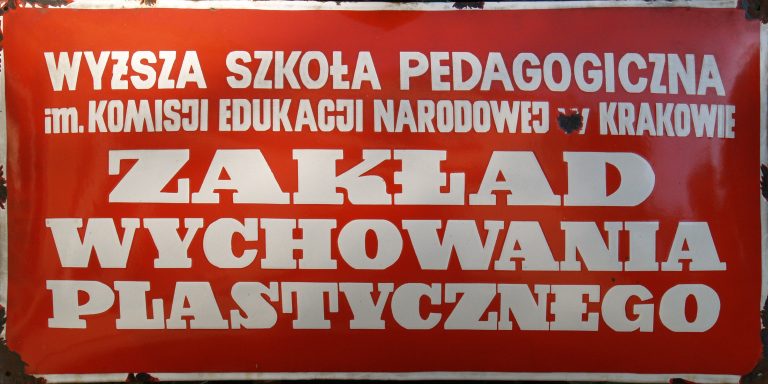 WYŻSZA SZKOŁA PEDAGOGICZNA
im. KOMISJI EDUKACJI NARODOWEJ w KRAKOWIE
ZAKŁAD
WYCHOWANIA
PLASTYCZNEGO